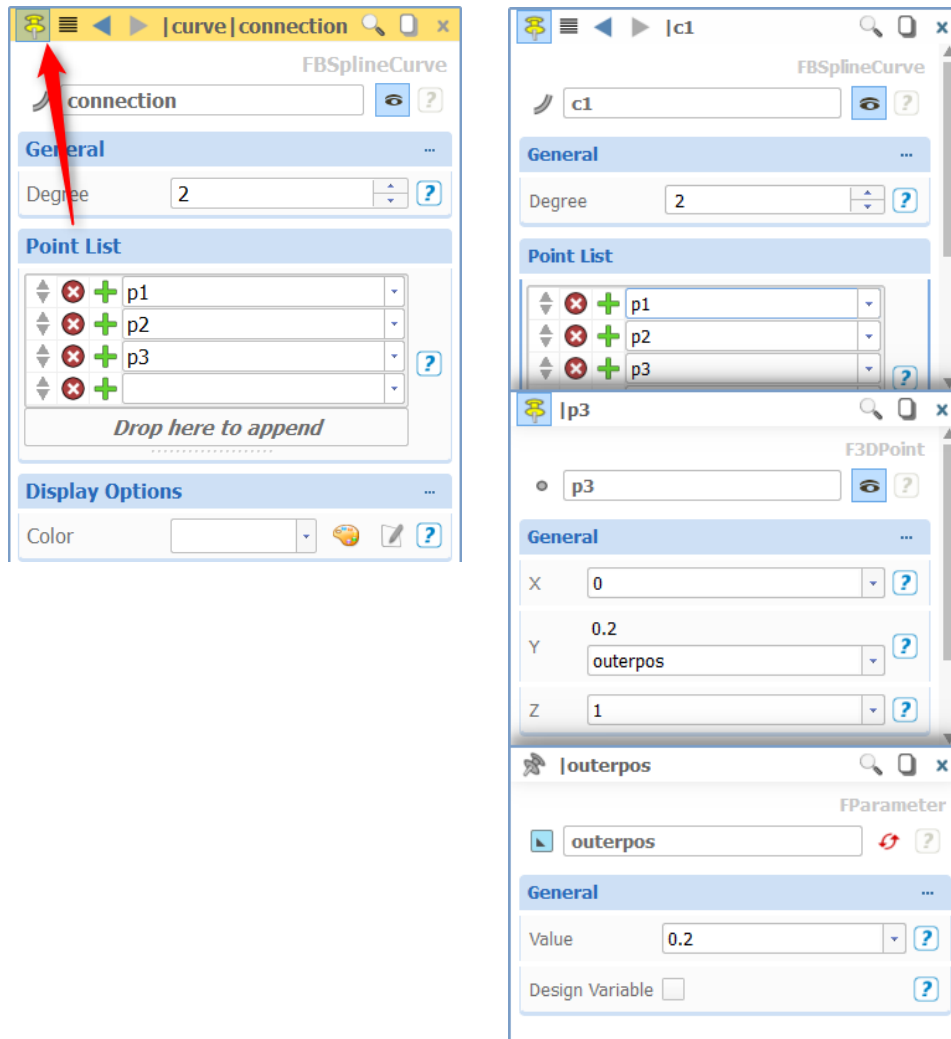 |curve|connection
FBSplineCurve
connection
General
Degree 2
Point List
p1
p2
p3
Drop here to append
Display Options
Color
|c1
FBSplineCurve
c1
General
Degree 2
Point List
p1
p2
p3
|p3
F3DPoint
p3
General
X 0
0.2
Y
outerpos
Z 1
|outerpos
FParameter
outerpos
General
Value 0.2
Design Variable